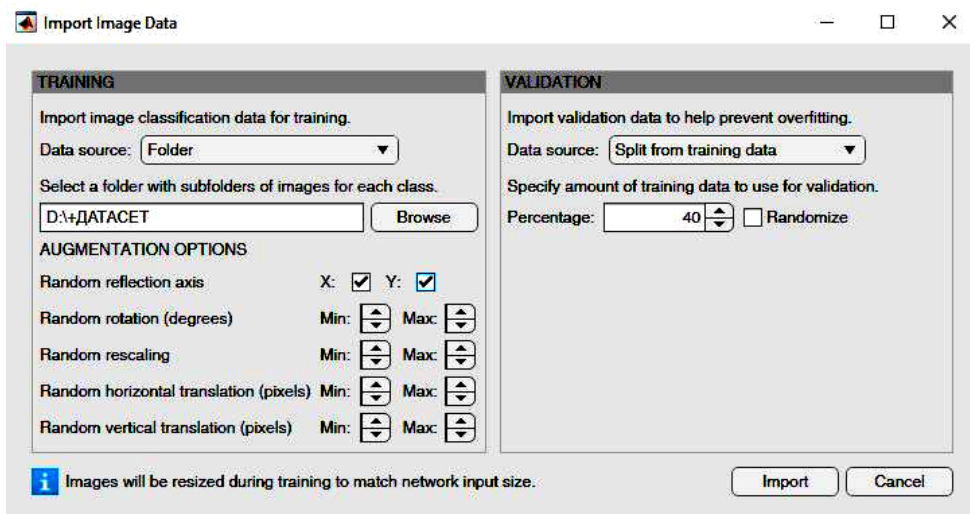 Import Image Data
TRAINING
Import image classification data for training.
Data source: Folder
Select a folder with subfolders of images for each class.
D:\+ДАТАСЕТ Browse
AUGMENTATION OPTIONS
Random reflection axis X: Y:
Random rotation (degrees) Min: Max:
Random rescaling Min: Max:
Random horizontal translation (pixels) Min: Max:
Random vertical translation (pixels) Min: Max:
VALIDATION
Import validation data to help prevent overfitting.
Data source: Split from training data
Specify amount of training data to use for validation.
Percentage: 40 Randomize
Images will be resized during training to match network input size.
Import Cancel